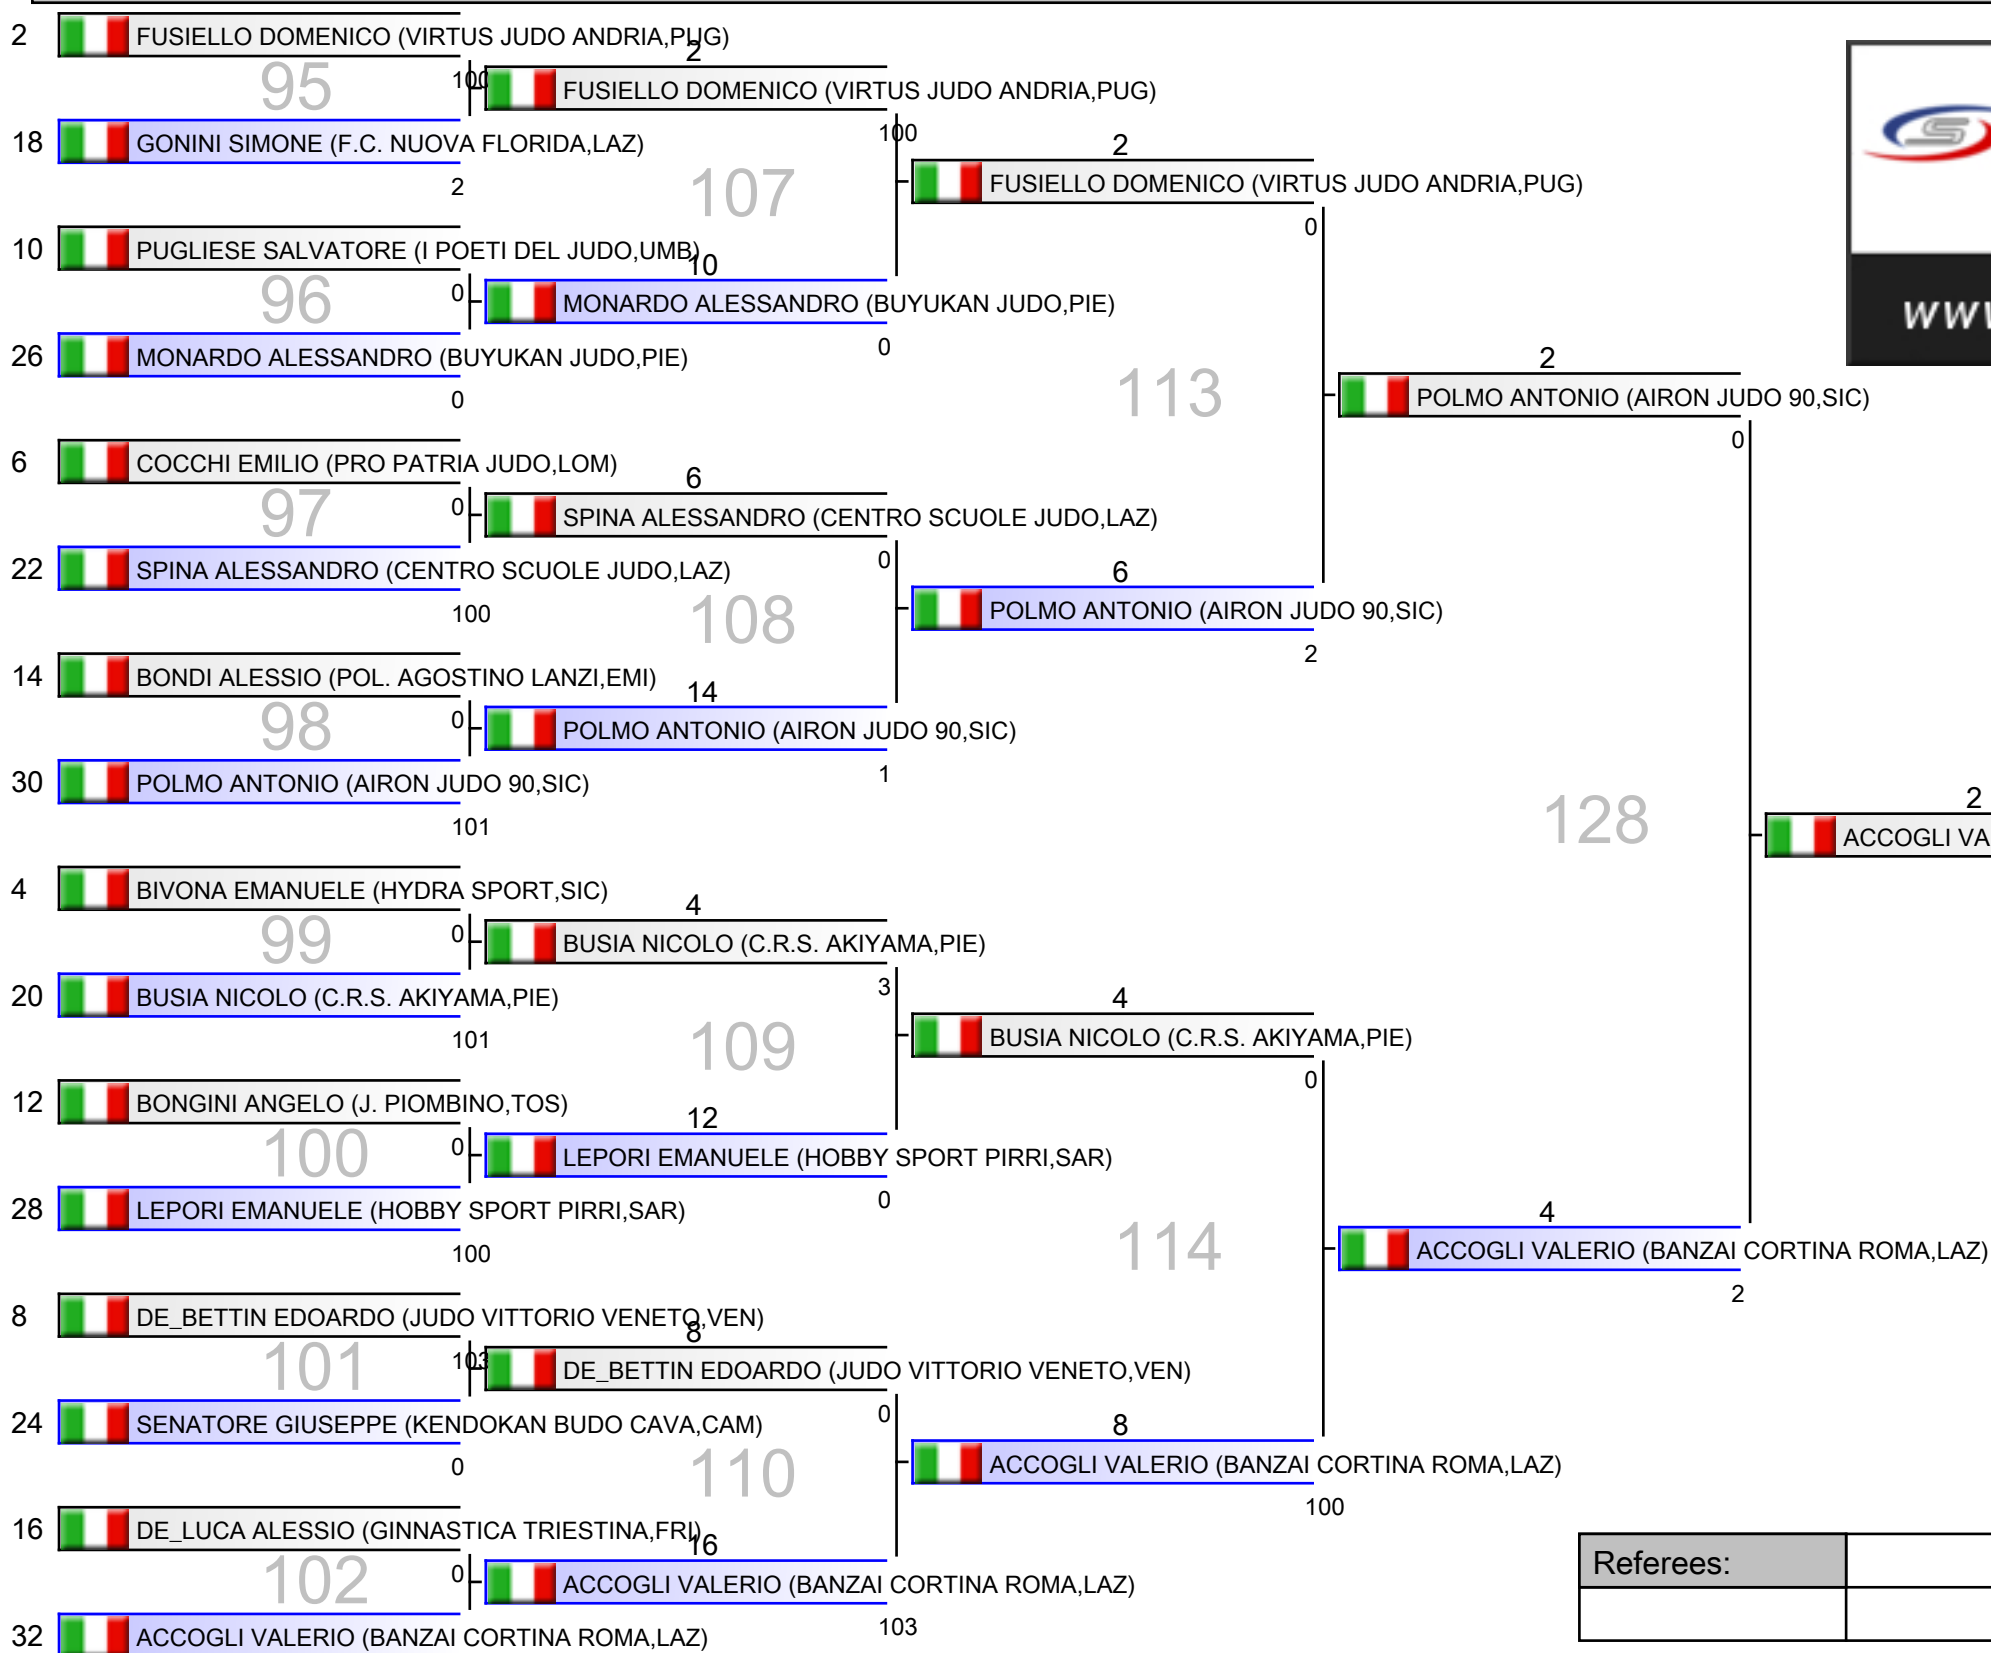 2 FUSIELLO DOMENICO (VIRTUS JUDO ANDRIA,PUG)
2
95 100 FUSIELLO DOMENICO (VIRTUS JUDO ANDRIA,PUG)
18 GONINI SIMONE (F.C. NUOVA FLORIDA,LAZ)
100 2
2 107 FUSIELLO DOMENICO (VIRTUS JUDO ANDRIA,PUG)
0
10 PUGLIESE SALVATORE (I POETI DEL JUDO,UMB)
10
96 0 MONARDO ALESSANDRO (BUYUKAN JUDO,PIE)
WWW
26 MONARDO ALESSANDRO (BUYUKAN JUDO,PIE)
0 2
0 113 POLMO ANTONIO (AIRON JUDO 90,SIC)
0
6 COCCHI EMILIO (PRO PATRIA JUDO,LOM)
6
97 0 SPINA ALESSANDRO (CENTRO SCUOLE JUDO,LAZ)
22 SPINA ALESSANDRO (CENTRO SCUOLE JUDO,LAZ)
0 6
100 108 POLMO ANTONIO (AIRON JUDO 90,SIC)
2
14 BONDI ALESSIO (POL. AGOSTINO LANZI,EMI)
14
98 0 POLMO ANTONIO (AIRON JUDO 90,SIC)
30 POLMO ANTONIO (AIRON JUDO 90,SIC)
1 2
101 128 ACCOGLI VA
4 BIVONA EMANUELE (HYDRA SPORT,SIC)
4
99 0 BUSIA NICOLO (C.R.S. AKIYAMA,PIE)
20 BUSIA NICOLO (C.R.S. AKIYAMA,PIE)
3 4
101 109 BUSIA NICOLO (C.R.S. AKIYAMA,PIE)
0
12 BONGINI ANGELO (J. PIOMBINO,TOS)
12
100 0 LEPORI EMANUELE (HOBBY SPORT PIRRI,SAR)
28 LEPORI EMANUELE (HOBBY SPORT PIRRI,SAR)
0 4
100 114 ACCOGLI VALERIO (BANZAI CORTINA ROMA,LAZ)
2
8 DE_BETTIN EDOARDO (JUDO VITTORIO VENETO,VEN)
8
101 103 DE_BETTIN EDOARDO (JUDO VITTORIO VENETO,VEN)
24 SENATORE GIUSEPPE (KENDOKAN BUDO CAVA,CAM)
0 8
0 110 ACCOGLI VALERIO (BANZAI CORTINA ROMA,LAZ)
100
16 DE_LUCA ALESSIO (GINNASTICA TRIESTINA,FRI)
16
102 0 ACCOGLI VALERIO (BANZAI CORTINA ROMA,LAZ)
Referees:
103
32 ACCOGLI VALERIO (BANZAI CORTINA ROMA,LAZ)